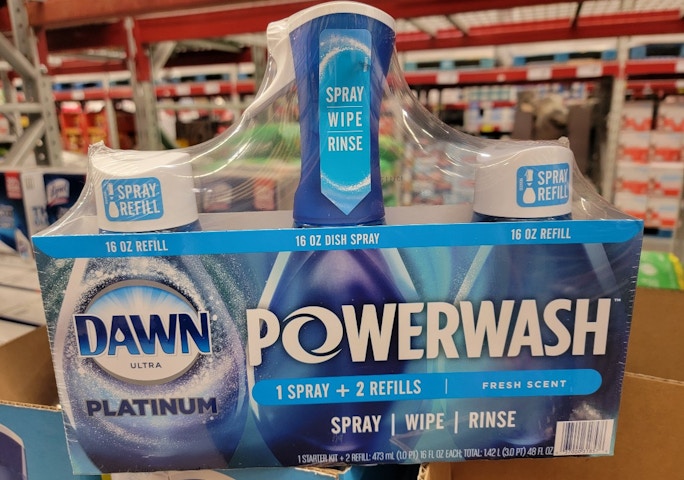 SPRAY
WIPE
RINSE
SPRAY
REFILL
SPRAY
REFILL
16 OZ REFILL
16 OZ DISH SPRAY
16 OZ REFILL
DAWN
ULTRA
PLATINUM
POWERWASH™
1 SPRAY + 2 REFILLS | FRESH SCENT
SPRAY | WIPE | RINSE
1 STARTER KIT + 2 REFILL: 473 mL (1.0 PT) 16 FL OZ EACH; TOTAL: 1.42 L (3.0 PT) 48 FL OZ